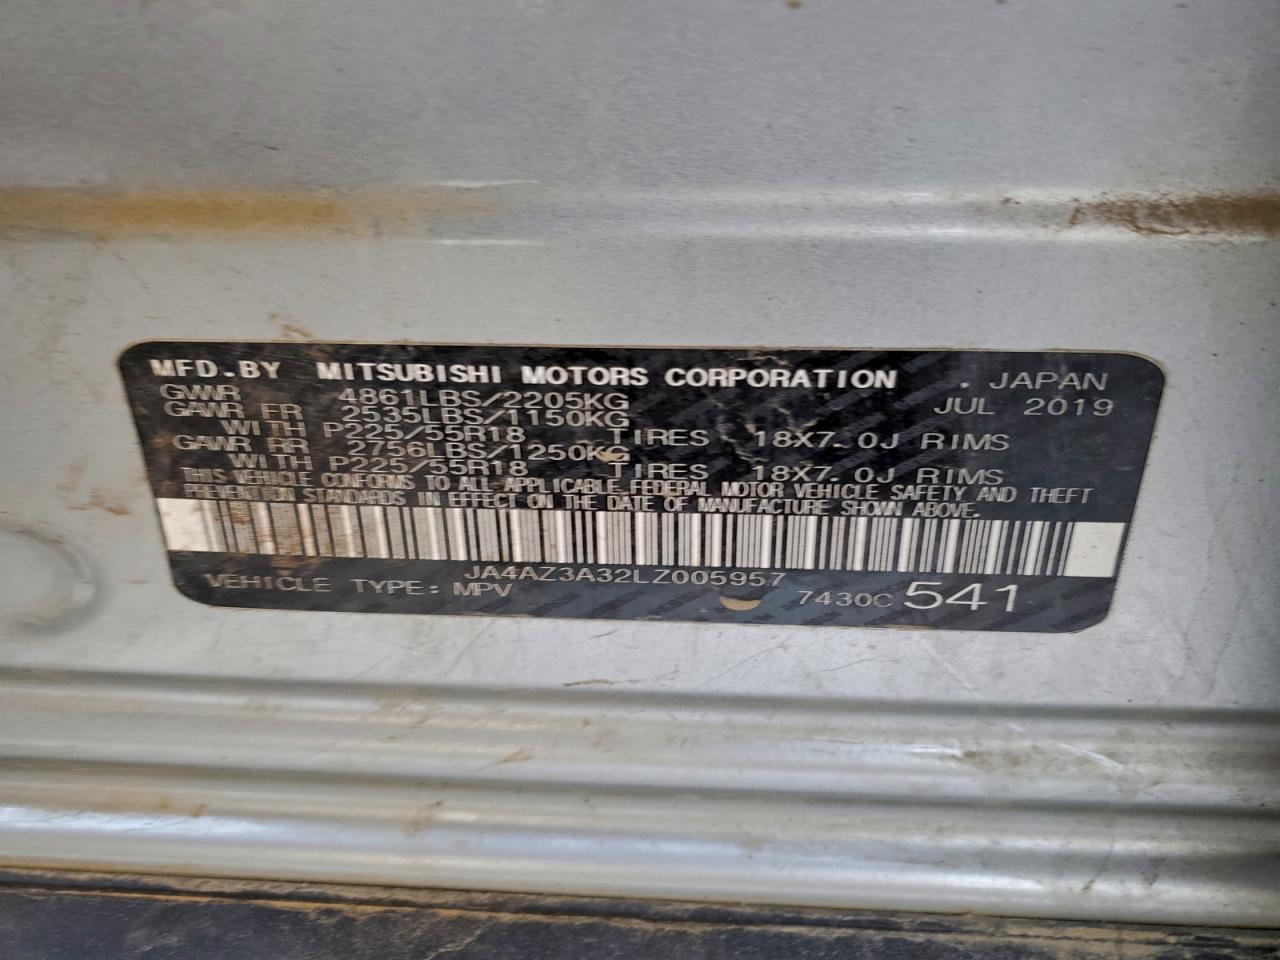 MFD.BY MITSUBISHI MOTORS CORPORATION . JAPAN
GVWR 4861LBS/2205KG JUL 2019
GAWR FR 2535LBS/1150KG
WITH P225/55R18 TIRES 18X7.0J RIMS
GAWR RR 2756LBS/1250KG
WITH P225/55R18 TIRES 18X7.0J RIMS
THIS VEHICLE CONFORMS TO ALL APPLICABLE FEDERAL MOTOR VEHICLE SAFETY AND THEFT
PREVENTION STANDARDS IN EFFECT ON THE DATE OF MANUFACTURE SHOWN ABOVE.
JA4AZ3A32LZ005957
VEHICLE TYPE: MPV 7430C 541